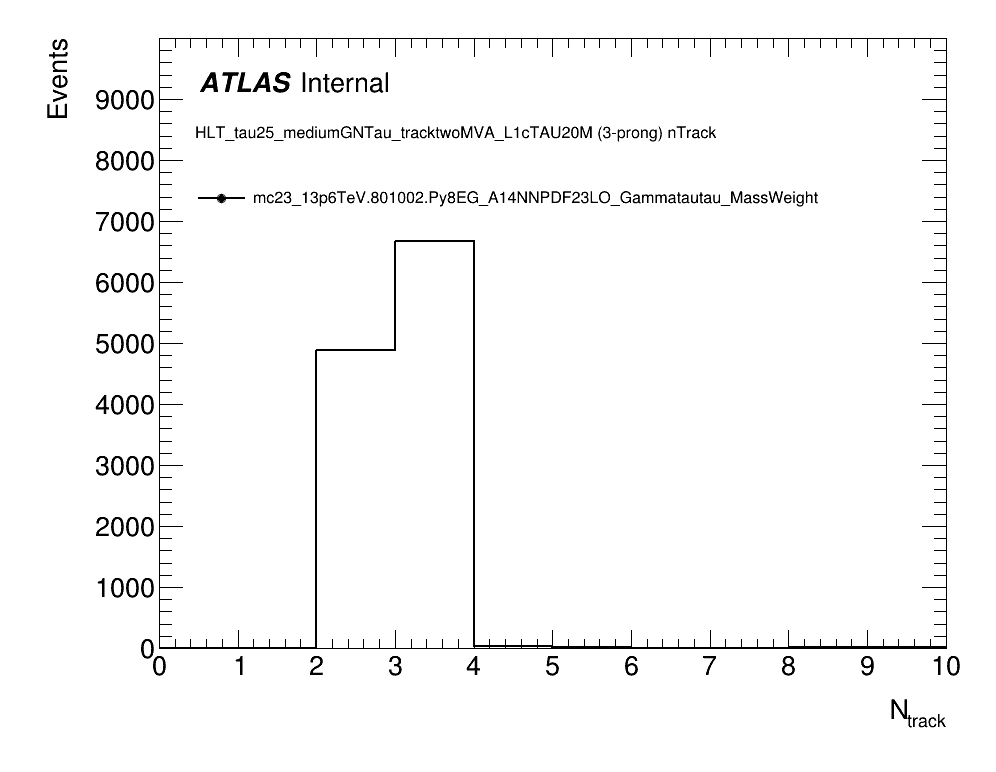 Events
ATLAS Internal
HLT_tau25_mediumGNTau_tracktwoMVA_L1cTAU20M (3-prong) nTrack
mc23_13p6TeV.801002.Py8EG_A14NNPDF23LO_Gammatautau_MassWeight
9000
8000
7000
6000
5000
4000
3000
2000
1000
0
0 1 2 3 4 5 6 7 8 9 10
N_track